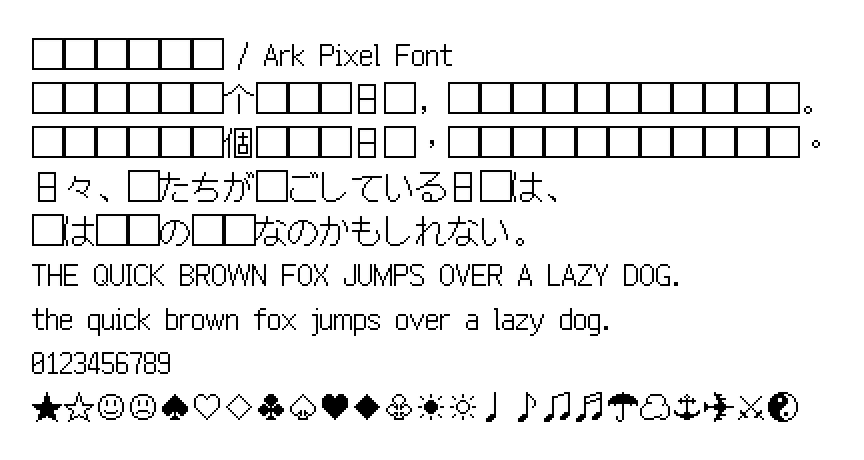 □□□□□□ / Ark Pixel Font
□□□□□□个□□□日□，□□□□□□□□□□□。
□□□□□□個□□□日□，□□□□□□□□□□□。
日々、□たちが□ごしている日□は、
□は□□の□□なのかもしれない。
THE QUICK BROWN FOX JUMPS OVER A LAZY DOG.
the quick brown fox jumps over a lazy dog.
0123456789
★☆☺☹♠♡♢♣♤♥♦♧☀☼♩♪♫♬☂☁⚓✈⚔☯